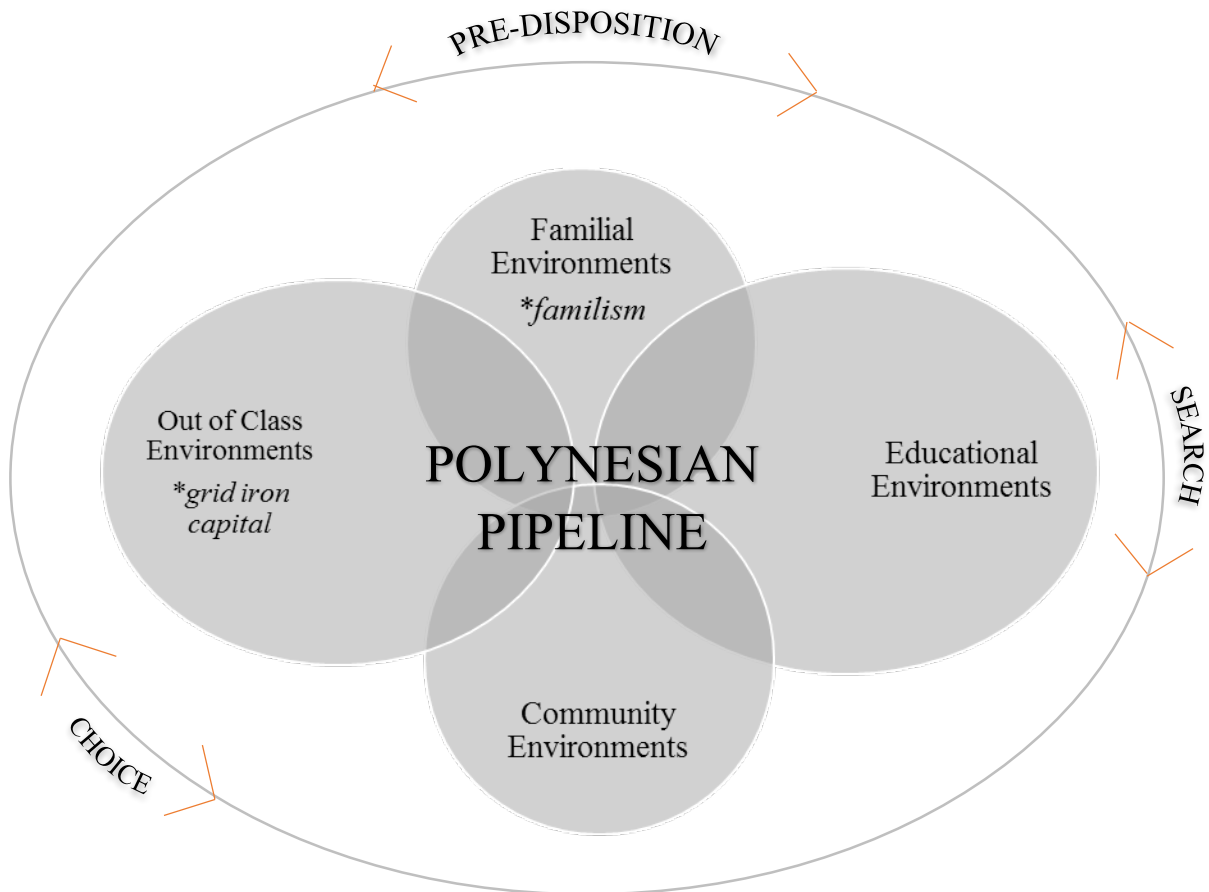 PRE-DISPOSITION
Familial
Environments
*familism
Out of Class
Environments
*grid iron
capital
POLYNESIAN
PIPELINE
Educational
Environments
SEARCH
Community
Environments
CHOICE